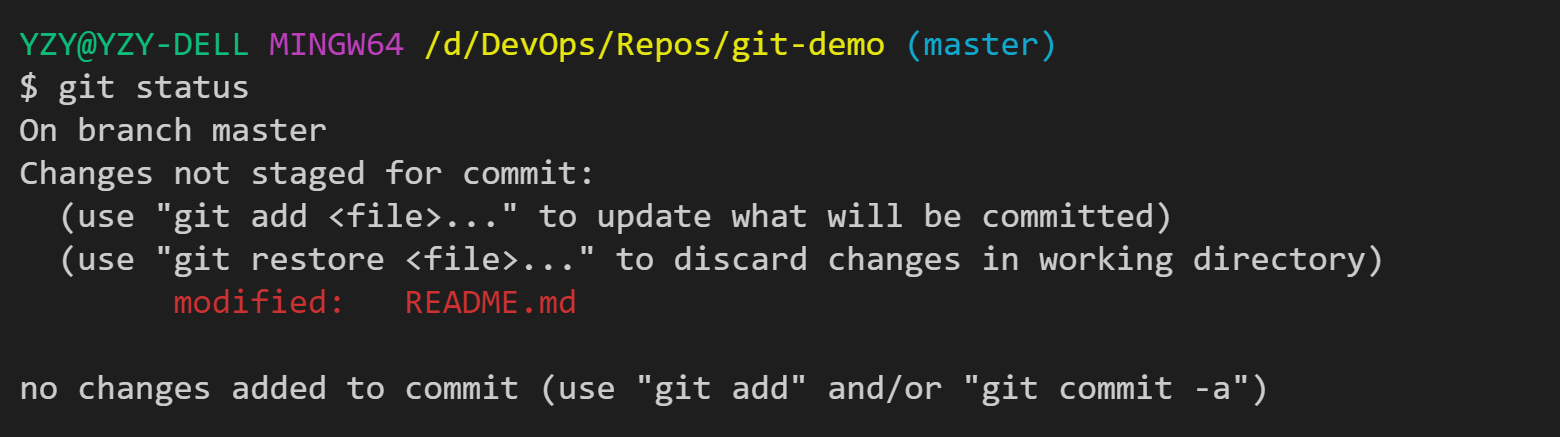 YZY@YZY-DELL MINGW64 /d/DevOps/Repos/git-demo (master)
$ git status
On branch master
Changes not staged for commit:
  (use "git add <file>..." to update what will be committed)
  (use "git restore <file>..." to discard changes in working directory)
        modified:   README.md

no changes added to commit (use "git add" and/or "git commit -a")